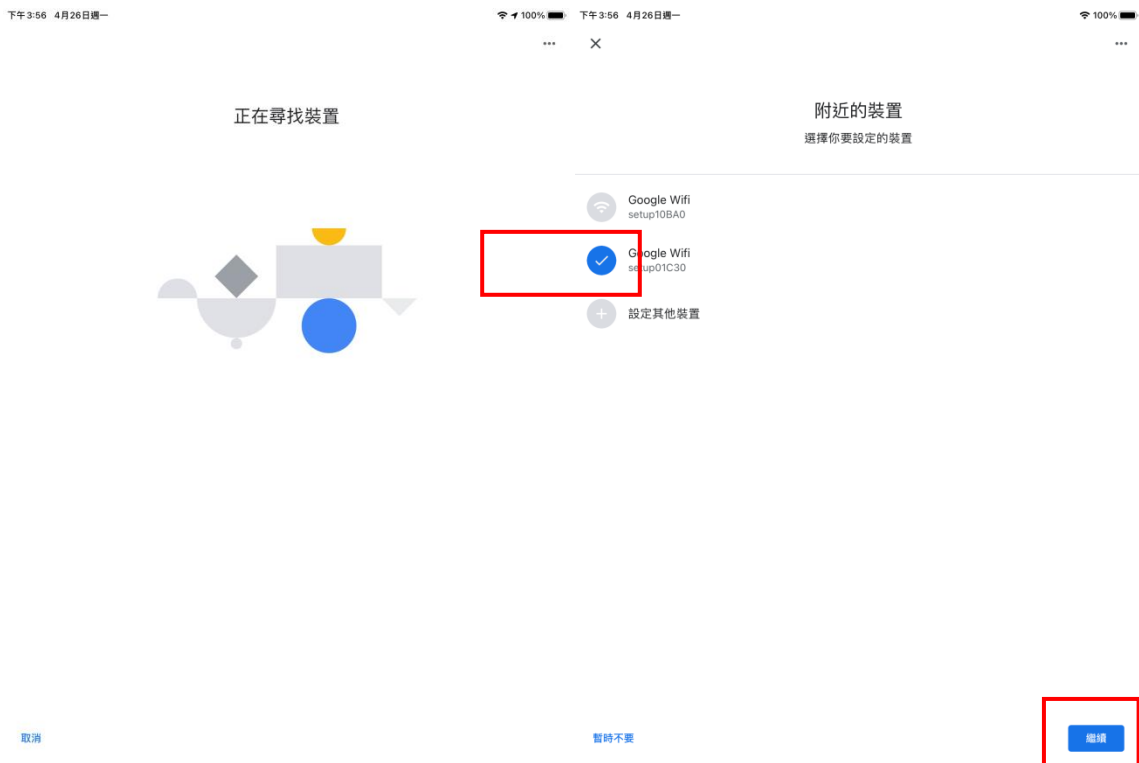 下午3:56 4月26日週一
100%
正在尋找裝置
取消
下午3:56 4月26日週一
100%
附近的裝置
選擇你要設定的裝置
Google Wifi
setup10BA0
Google Wifi
setup01C30
設定其他裝置
暫時不要
繼續